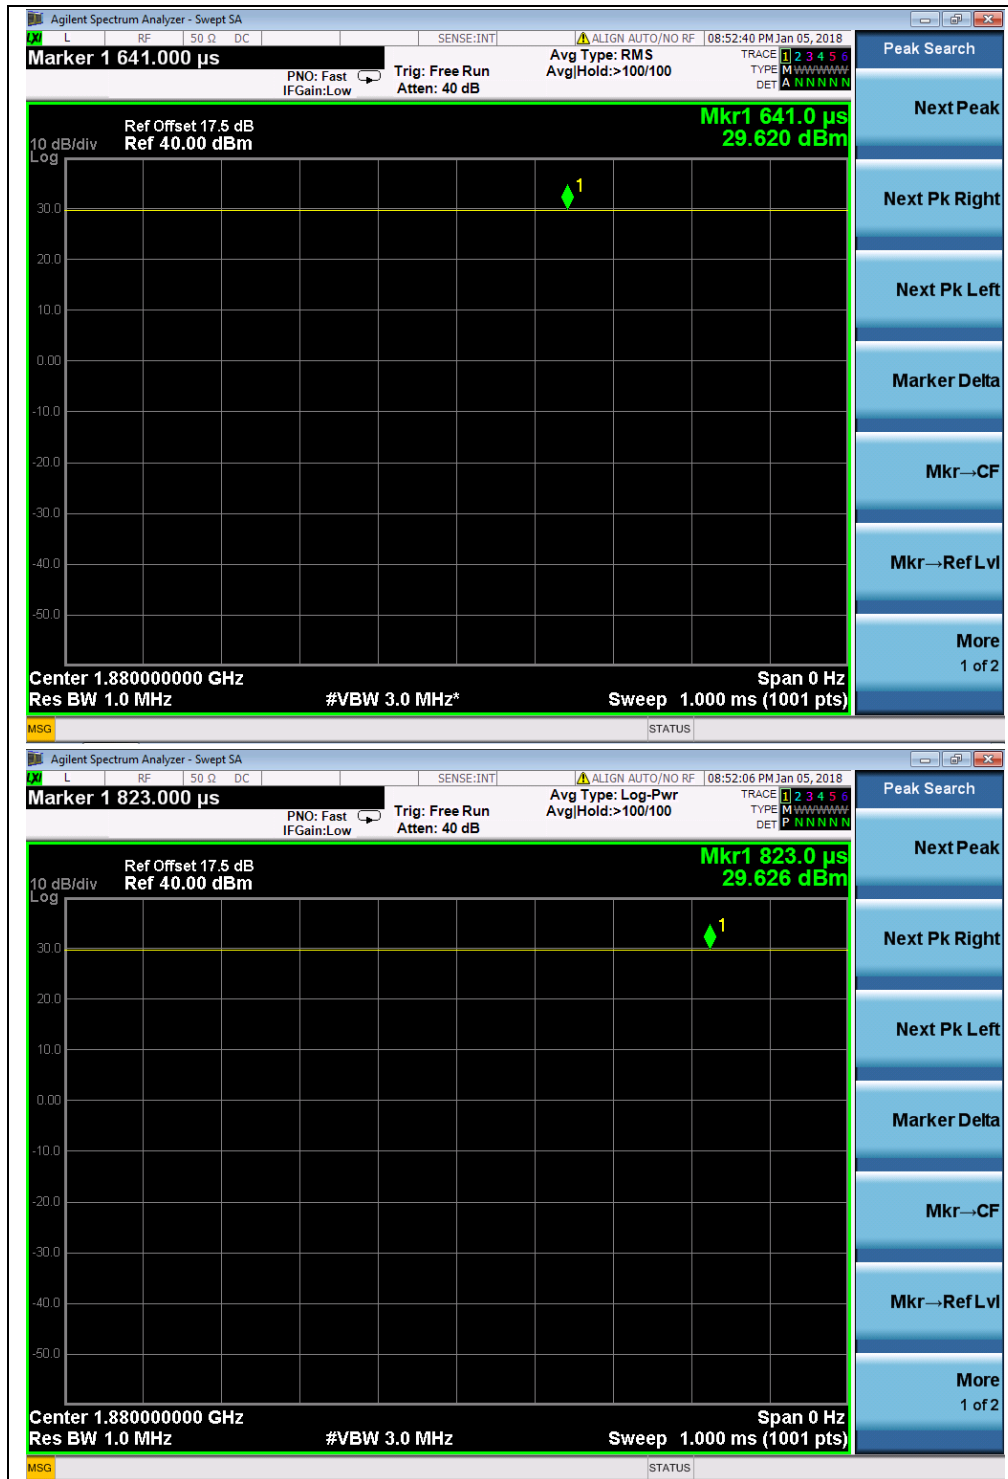 Agilent Spectrum Analyzer - Swept SA
LXI L RF 50 Ω DC SENSE:INT ALIGN AUTO/NO RF 08:52:40 PM Jan 05, 2018
Marker 1 641.000 µs
PNO: Fast
IFGain:Low
Trig: Free Run
Atten: 40 dB
Avg Type: RMS
Avg|Hold:>100/100
TRACE 1 2 3 4 5 6
TYPE M WWWWW
DET A N N N N N
Peak Search
Mkr1 641.0 µs
29.620 dBm
Ref Offset 17.5 dB
10 dB/div Ref 40.00 dBm
Log
1
30.0
20.0
10.0
0.00
-10.0
-20.0
-30.0
-40.0
-50.0
Center 1.880000000 GHz Span 0 Hz
Res BW 1.0 MHz #VBW 3.0 MHz* Sweep 1.000 ms (1001 pts)
Next Peak
Next Pk Right
Next Pk Left
Marker Delta
Mkr→CF
Mkr→Ref Lvl
More
1 of 2
MSG STATUS
Agilent Spectrum Analyzer - Swept SA
LXI L RF 50 Ω DC SENSE:INT ALIGN AUTO/NO RF 08:52:06 PM Jan 05, 2018
Marker 1 823.000 µs
PNO: Fast
IFGain:Low
Trig: Free Run
Atten: 40 dB
Avg Type: Log-Pwr
Avg|Hold:>100/100
TRACE 1 2 3 4 5 6
TYPE M WWWWW
DET P N N N N N
Peak Search
Mkr1 823.0 µs
29.626 dBm
Ref Offset 17.5 dB
10 dB/div Ref 40.00 dBm
Log
1
30.0
20.0
10.0
0.00
-10.0
-20.0
-30.0
-40.0
-50.0
Center 1.880000000 GHz Span 0 Hz
Res BW 1.0 MHz #VBW 3.0 MHz Sweep 1.000 ms (1001 pts)
Next Peak
Next Pk Right
Next Pk Left
Marker Delta
Mkr→CF
Mkr→Ref Lvl
More
1 of 2
MSG STATUS